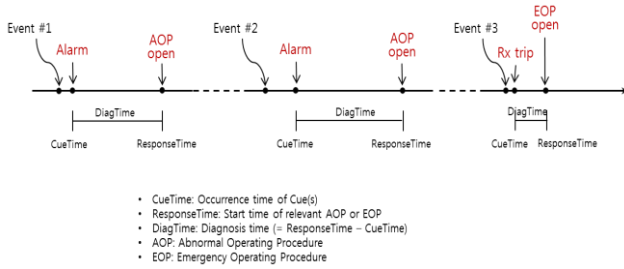 Event #1
Alarm
AOP
open
DiagTime
CueTime
ResponseTime
Event #2
Alarm
AOP
open
DiagTime
CueTime
ResponseTime
Event #3
Rx trip
EOP
open
DiagTime
CueTime
ResponseTime
• CueTime: Occurrence time of Cue(s)
• ResponseTime: Start time of relevant AOP or EOP
• DiagTime: Diagnosis time (= ResponseTime – CueTime)
• AOP: Abnormal Operating Procedure
• EOP: Emergency Operating Procedure